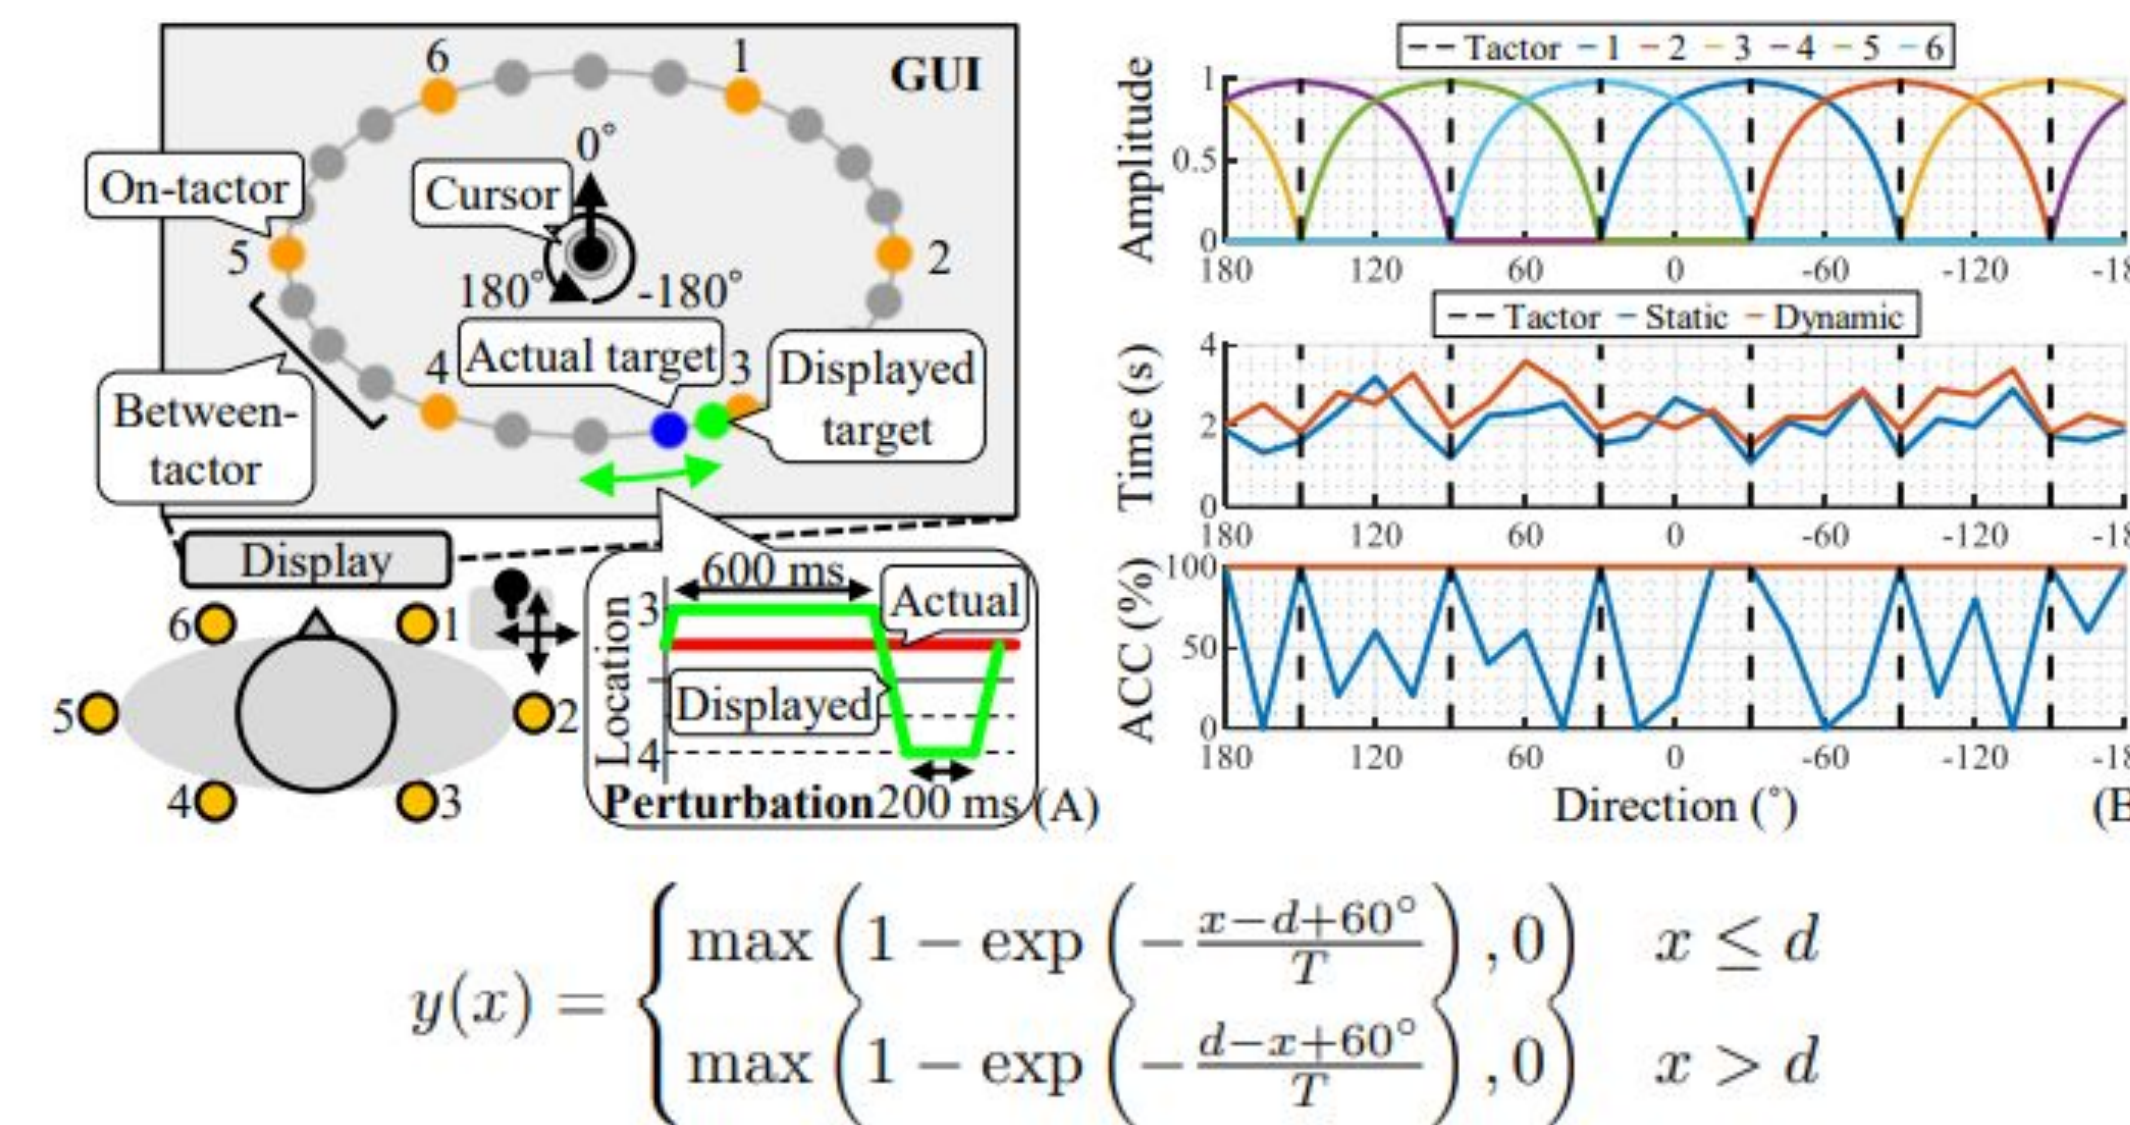 GUI
6
1
0°
On-tactor
Cursor
5
2
180°
-180°
Actual target
4
3
Displayed
target
Between-
tactor
Display
6
1
5
2
4
3
600 ms
Actual
Location
3
Displayed
4
Perturbation
200 ms
(A)
Tactor 1 2 3 4 5 6
Amplitude
1
0.5
0
180 120 60 0 -60 -120 -18
Tactor Static Dynamic
Time (s)
4
2
0
180 120 60 0 -60 -120 -18
ACC (%)
100
50
0
180 120 60 0 -60 -120 -18
Direction (°)
y(x) = { max(1 − exp(−(x−d+60°)/T), 0) x ≤ d
max(1 − exp(−(d−x+60°)/T), 0) x > d